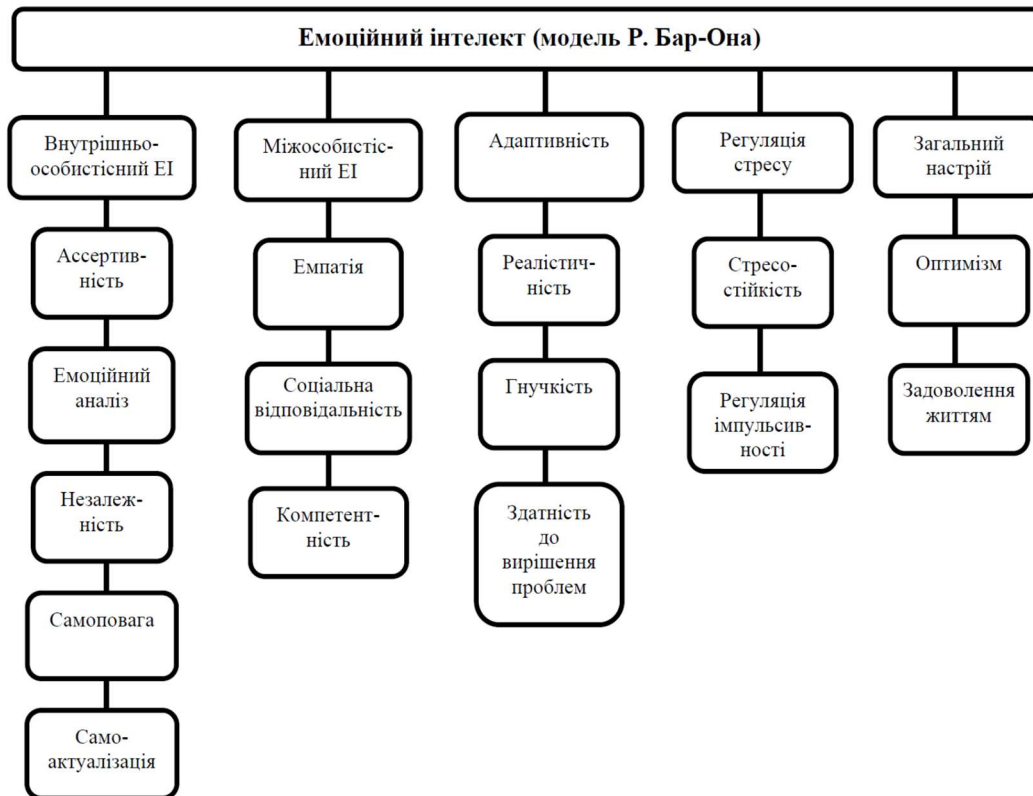 Емоційний інтелект (модель Р. Бар-Она)
Внутрішньо-
особистісний ЕІ
Ассертив-
ність
Емоційний
аналіз
Незалеж-
ність
Самоповага
Само-
актуалізація
Міжособистіс-
ний ЕІ
Емпатія
Соціальна
відповідальність
Компетент-
ність
Адаптивність
Реалістич-
ність
Гнучкість
Здатність
до
вирішення
проблем
Регуляція
стресу
Стресо-
стійкість
Регуляція
імпульсив-
ності
Загальний
настрій
Оптимізм
Задоволення
життям